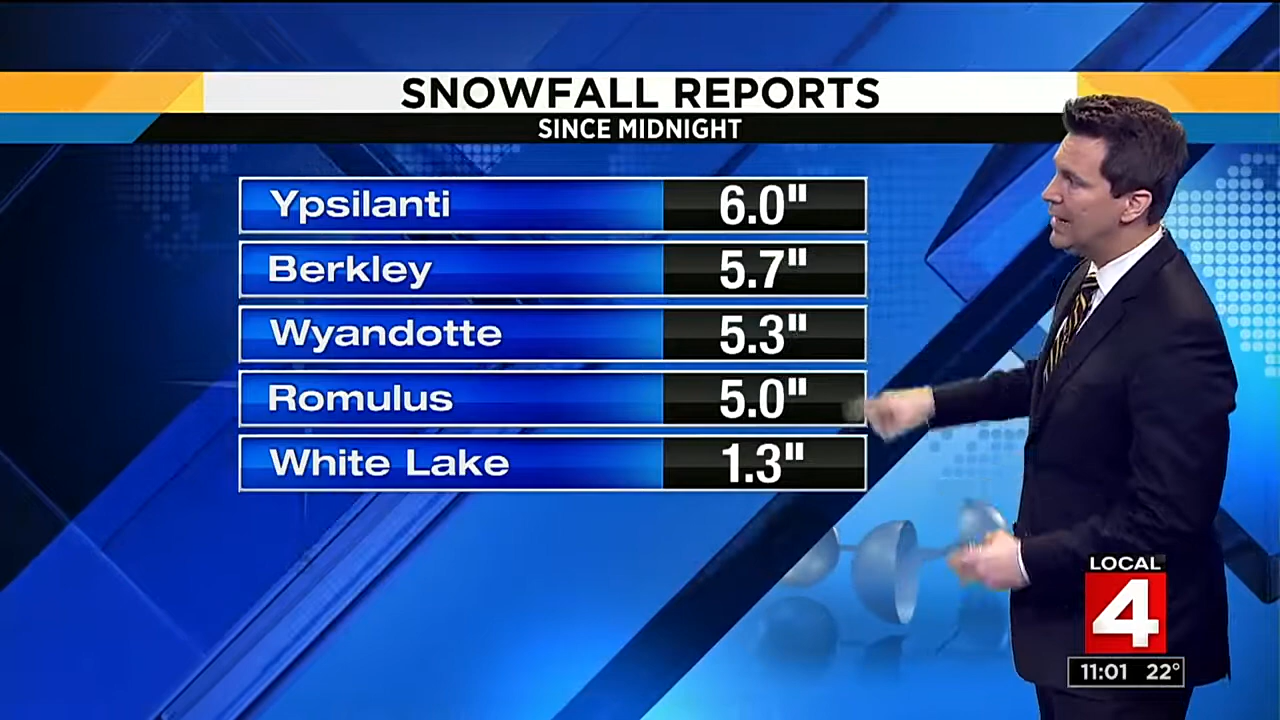 SNOWFALL REPORTS
SINCE MIDNIGHT
Ypsilanti 6.0"
Berkley 5.7"
Wyandotte 5.3"
Romulus 5.0"
White Lake 1.3"
LOCAL
4
11:01 22°